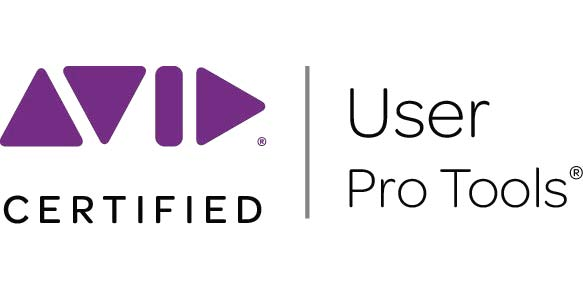 AVID®
CERTIFIED
User
Pro Tools®